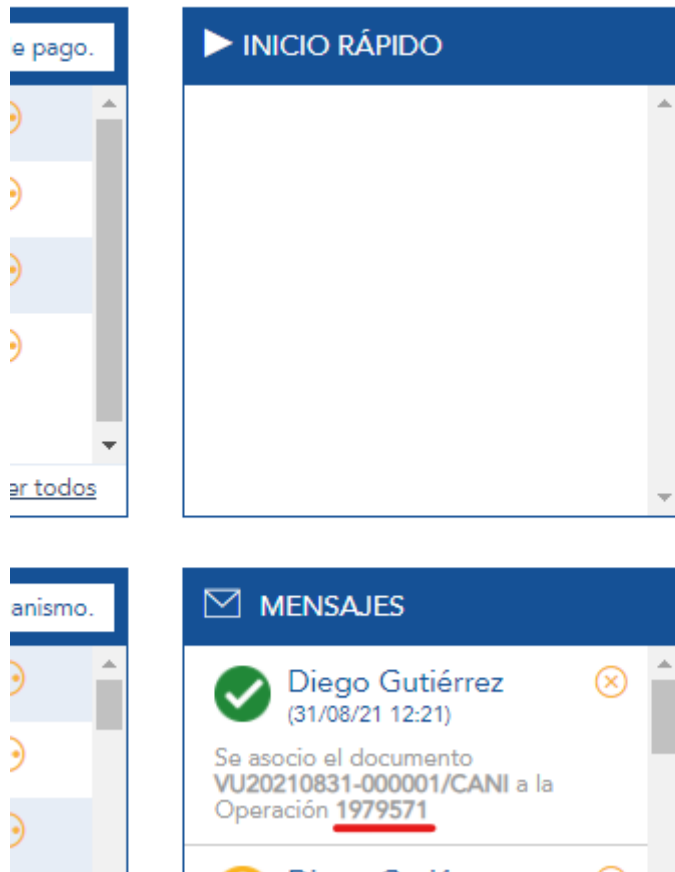 e pago.
INICIO RÁPIDO
er todos
anismo.
MENSAJES
Diego Gutiérrez
(31/08/21 12:21)
Se asocio el documento
VU20210831-000001/CANI a la
Operación 1979571